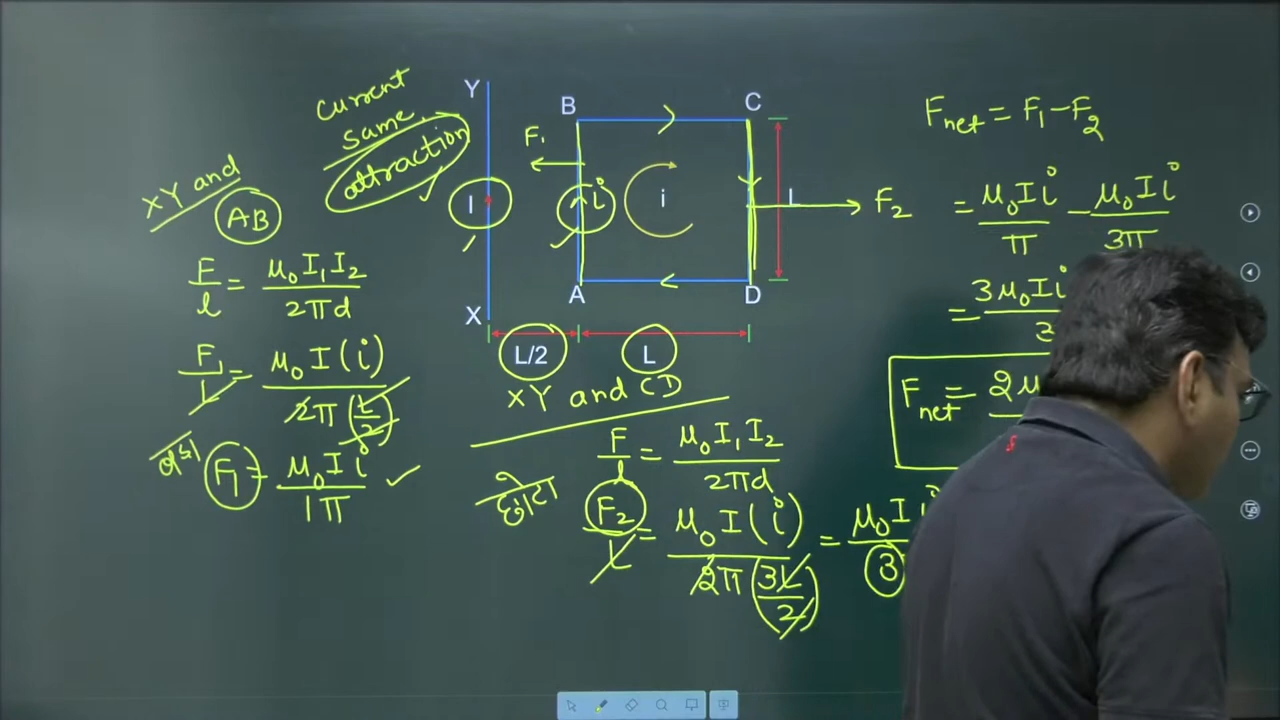 current
same
attraction
XY and
AB
F/l = μ₀I₁I₂/2πd
F₁/L = μ₀I(i)/2π(L/2)
बड़ा F₁ = μ₀Ii/1π
Y
X
I
B
C
A
D
F₁
i
i
L
F₂
L/2
L
XY and CD
F/l = μ₀I₁I₂/2πd
छोटा
F₂/L = μ₀I(i)/2π(3L/2) = μ₀Ii/3
Fnet = F₁ - F₂
= μ₀Ii/π - μ₀Ii/3π
= 3μ₀Ii/3
Fnet = 2μ